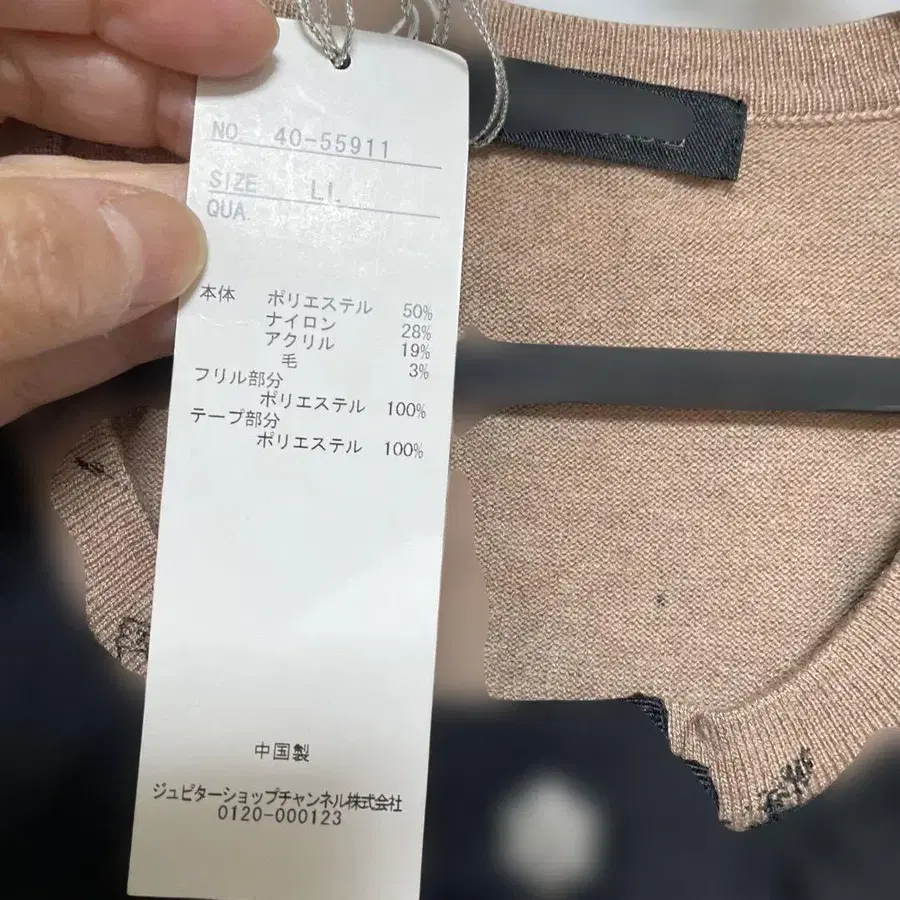 NO. 40-55911
SIZE LL
QUA.
本体 ポリエステル 50%
ナイロン 28%
アクリル 19%
毛 3%
フリル部分
ポリエステル 100%
テープ部分
ポリエステル 100%
中国製
ジュピターショップチャンネル株式会社
0120-000123